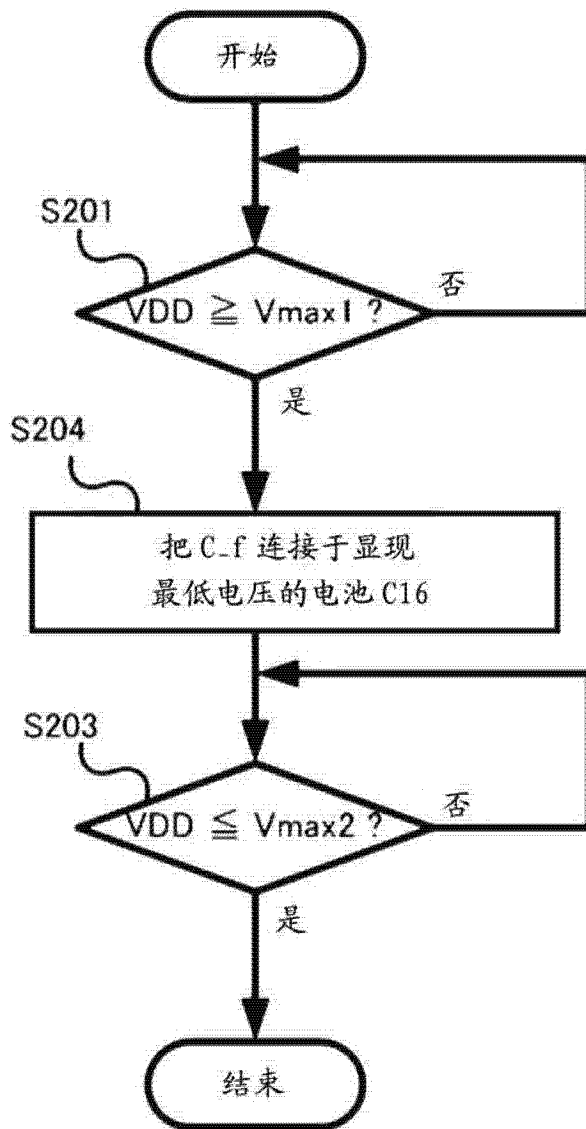 开始
S201
VDD ≧ Vmax1 ?
否
是
S204
把 C_f 连接于显现
最低电压的电池 C16
S203
VDD ≦ Vmax2 ?
否
是
结束